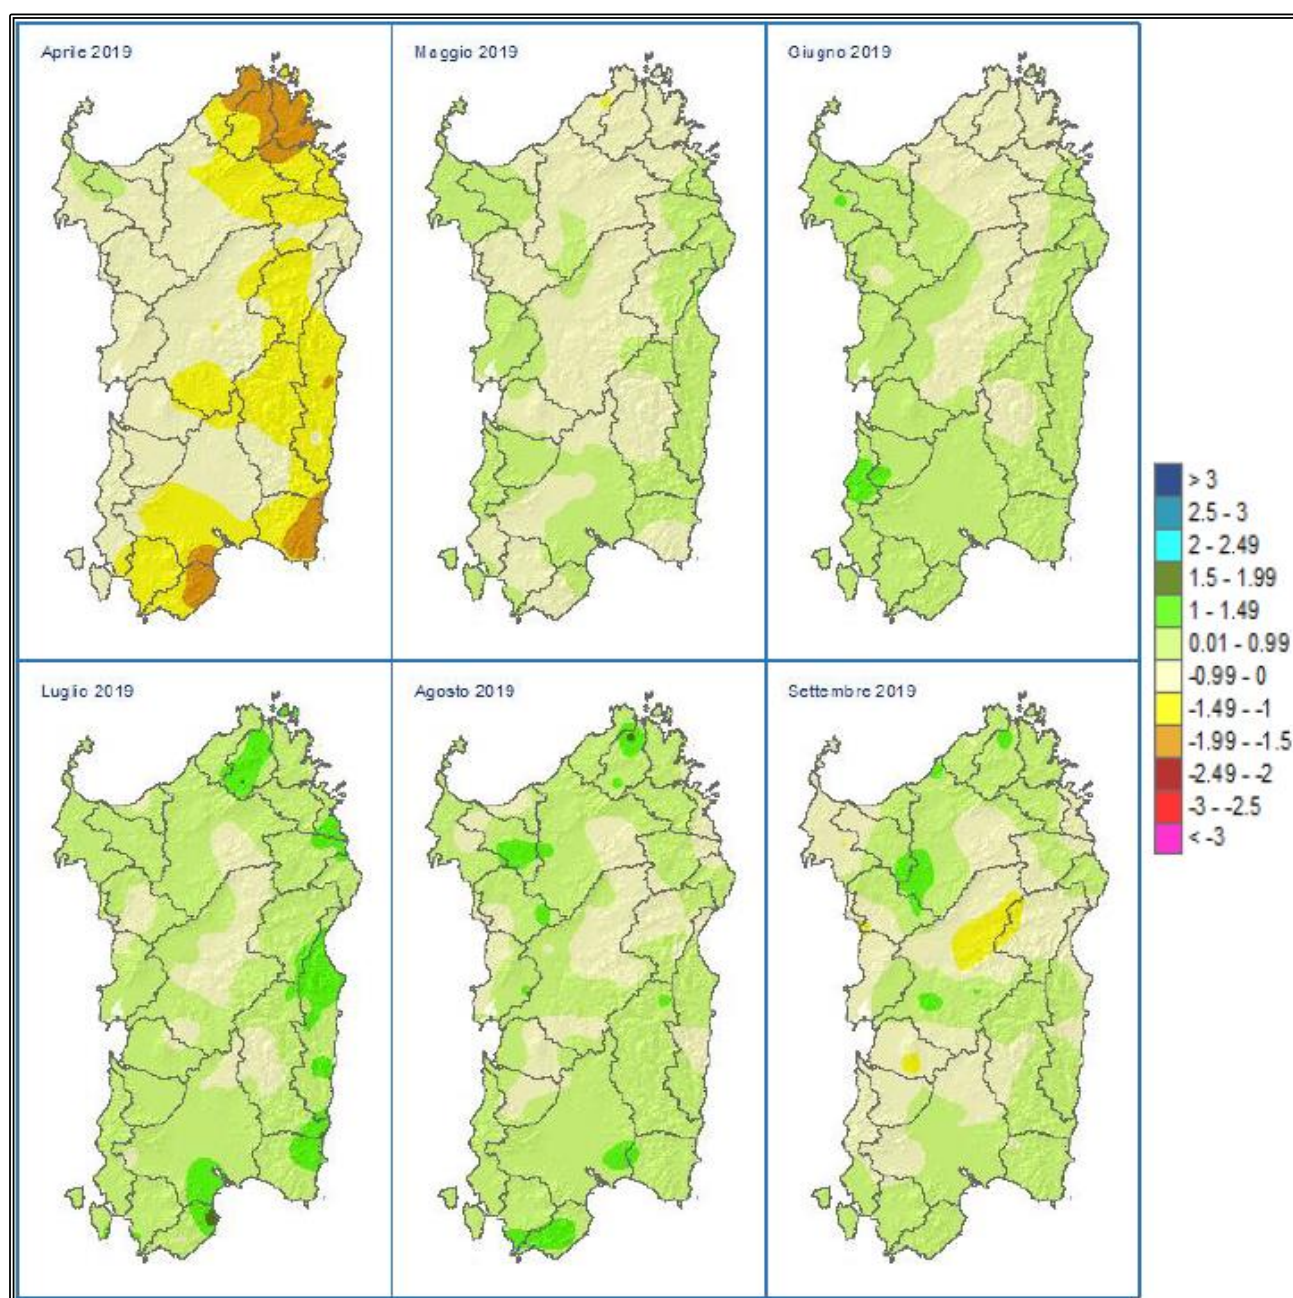 Aprile 2019
Maggio 2019
Giugno 2019
> 3
2.5 - 3
2 - 2.49
1.5 - 1.99
1 - 1.49
0.01 - 0.99
-0.99 - 0
-1.49 - -1
-1.99 - -1.5
-2.49 - -2
-3 - -2.5
< -3
Luglio 2019
Agosto 2019
Settembre 2019